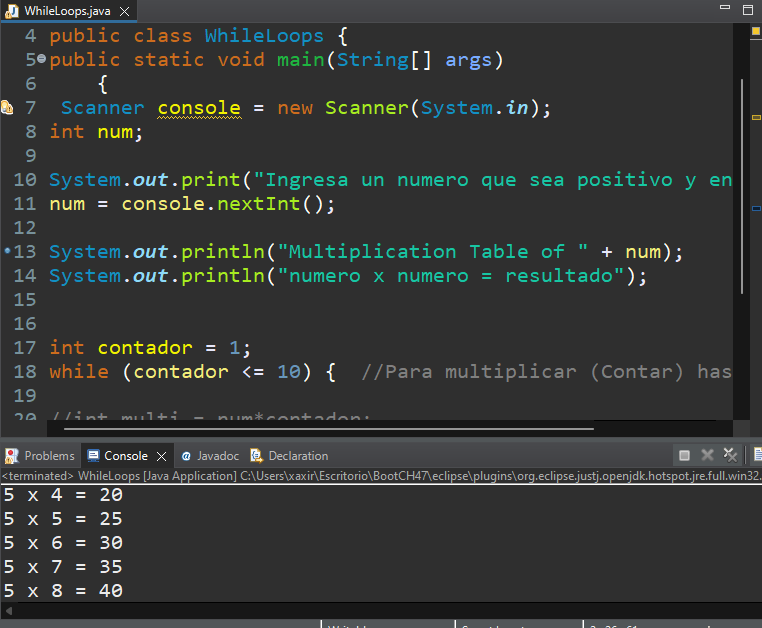 WhileLoops.java
4 public class WhileLoops {
5 public static void main(String[] args)
6 {
7 Scanner console = new Scanner(System.in);
8 int num;
9
10 System.out.print("Ingresa un numero que sea positivo y en
11 num = console.nextInt();
12
13 System.out.println("Multiplication Table of " + num);
14 System.out.println("numero x numero = resultado");
15
16
17 int contador = 1;
18 while (contador <= 10) { //Para multiplicar (Contar) has
19
20 //int multi = num*contador;
Problems Console Javadoc Declaration
<terminated> WhileLoops [Java Application] C:\Users\xaxir\Escritorio\BootCH47\eclipse\plugins\org.eclipse.justj.openjdk.hotspot.jre.full.win32.
5 x 4 = 20
5 x 5 = 25
5 x 6 = 30
5 x 7 = 35
5 x 8 = 40